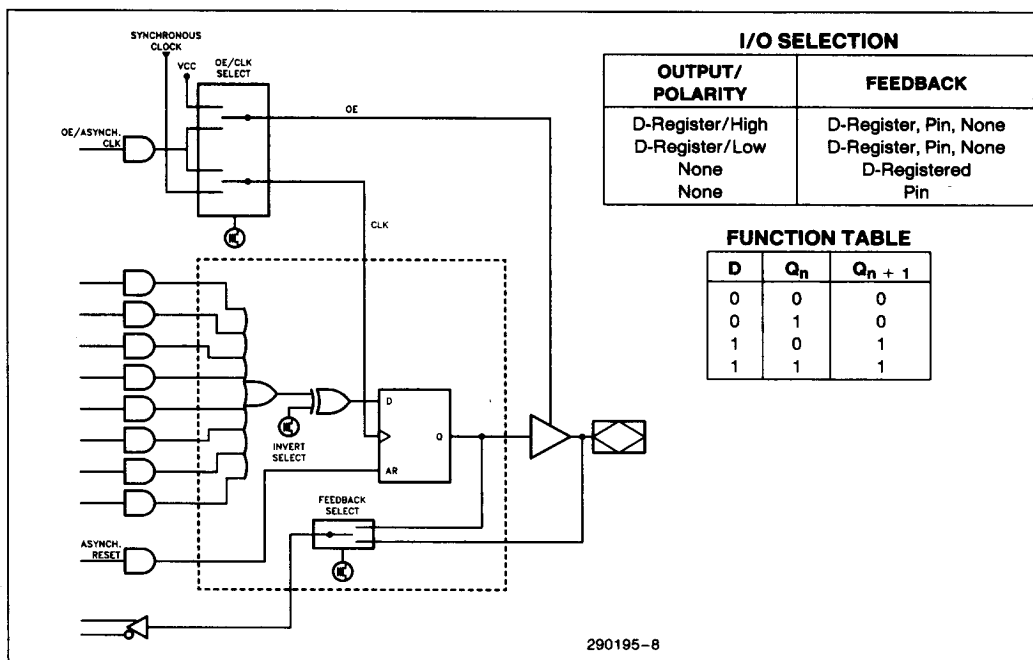 SYNCHRONOUS
CLOCK
VCC
OE/CLK
SELECT
OE
OE/ASYNCH.
CLK
CLK
D
Q
AR
INVERT
SELECT
FEEDBACK
SELECT
ASYNCH.
RESET
I/O SELECTION
OUTPUT/
POLARITY
FEEDBACK
D-Register/High D-Register, Pin, None
D-Register/Low D-Register, Pin, None
None D-Registered
None Pin
FUNCTION TABLE
D Qn Qn + 1
0 0 0
0 1 0
1 0 1
1 1 1
290195-8